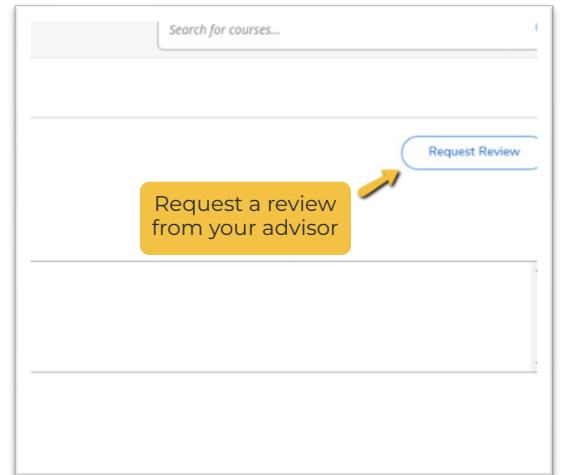 Search for courses...
Request Review
Request a review
from your advisor